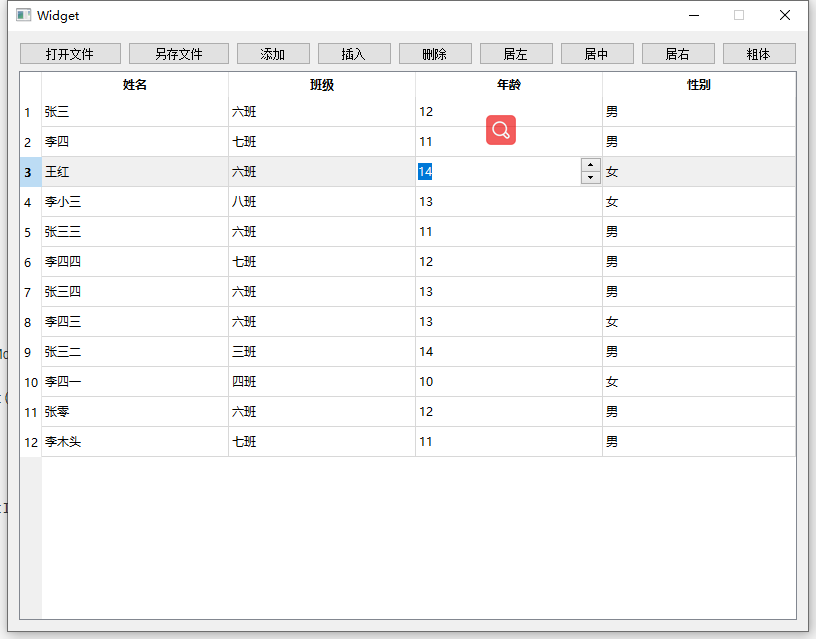 Widget
打开文件 另存文件 添加 插入 删除 居左 居中 居右 粗体
姓名 班级 年龄 性别
1 张三 六班 12 男
2 李四 七班 11 男
3 王红 六班 14 女
4 李小三 八班 13 女
5 张三三 六班 11 男
6 李四四 七班 12 男
7 张三四 六班 13 男
8 李四三 六班 13 女
9 张三二 三班 14 男
10 李四一 四班 10 女
11 张零 六班 12 男
12 李木头 七班 11 男